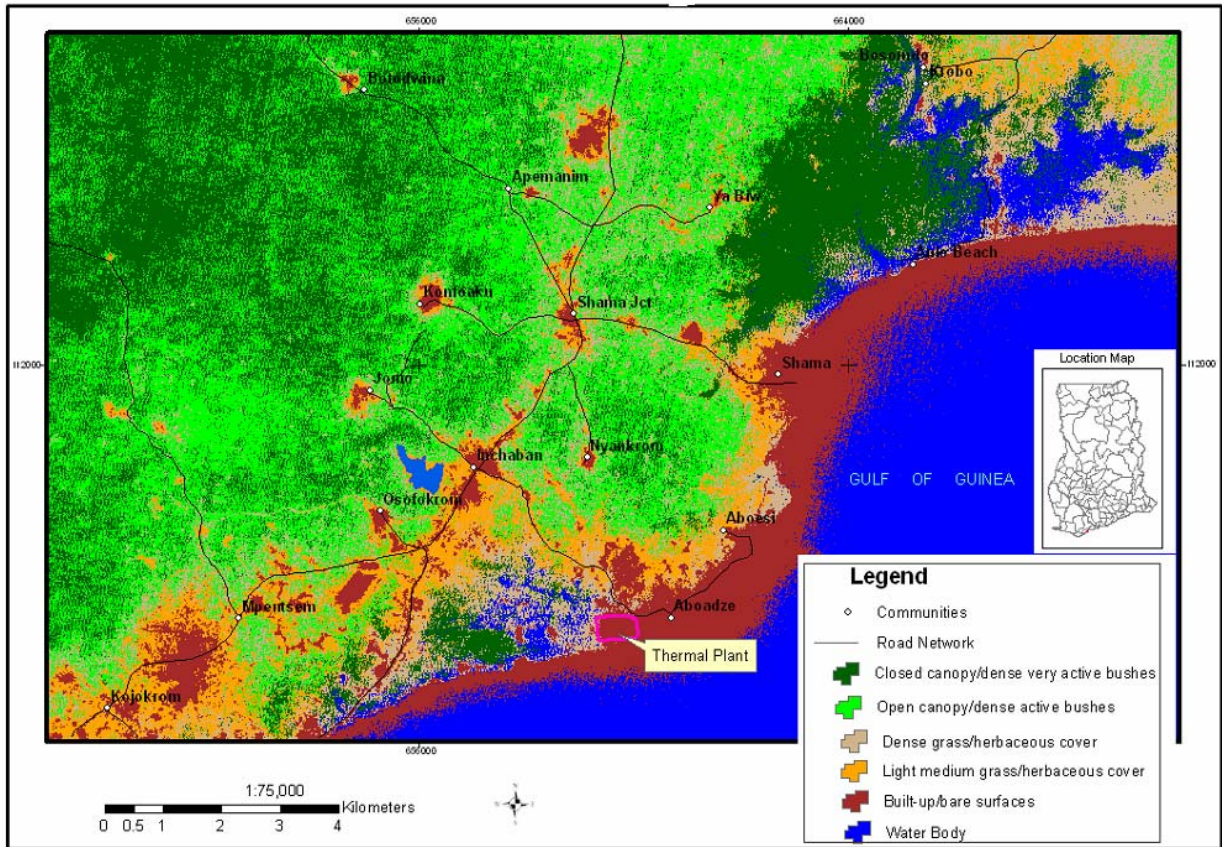 656000
664000
Bosomdo
Krobo
Botodwina
Apemanim
Ya Biw
Apis Beach
Komfoaku
Shama Jct
112000
112000
Shama
Location Map
Jomo
Inchaban
Nyankrom
GULF OF GUINEA
Osofokrom
Aboesi
Mpentsem
Aboadze
Thermal Plant
Kojokrom
656000
Legend
Communities
Road Network
Closed canopy/dense very active bushes
Open canopy/dense active bushes
Dense grass/herbaceous cover
Light medium grass/herbaceous cover
Built-up/bare surfaces
Water Body
1:75,000
Kilometers
0 0.5 1 2 3 4